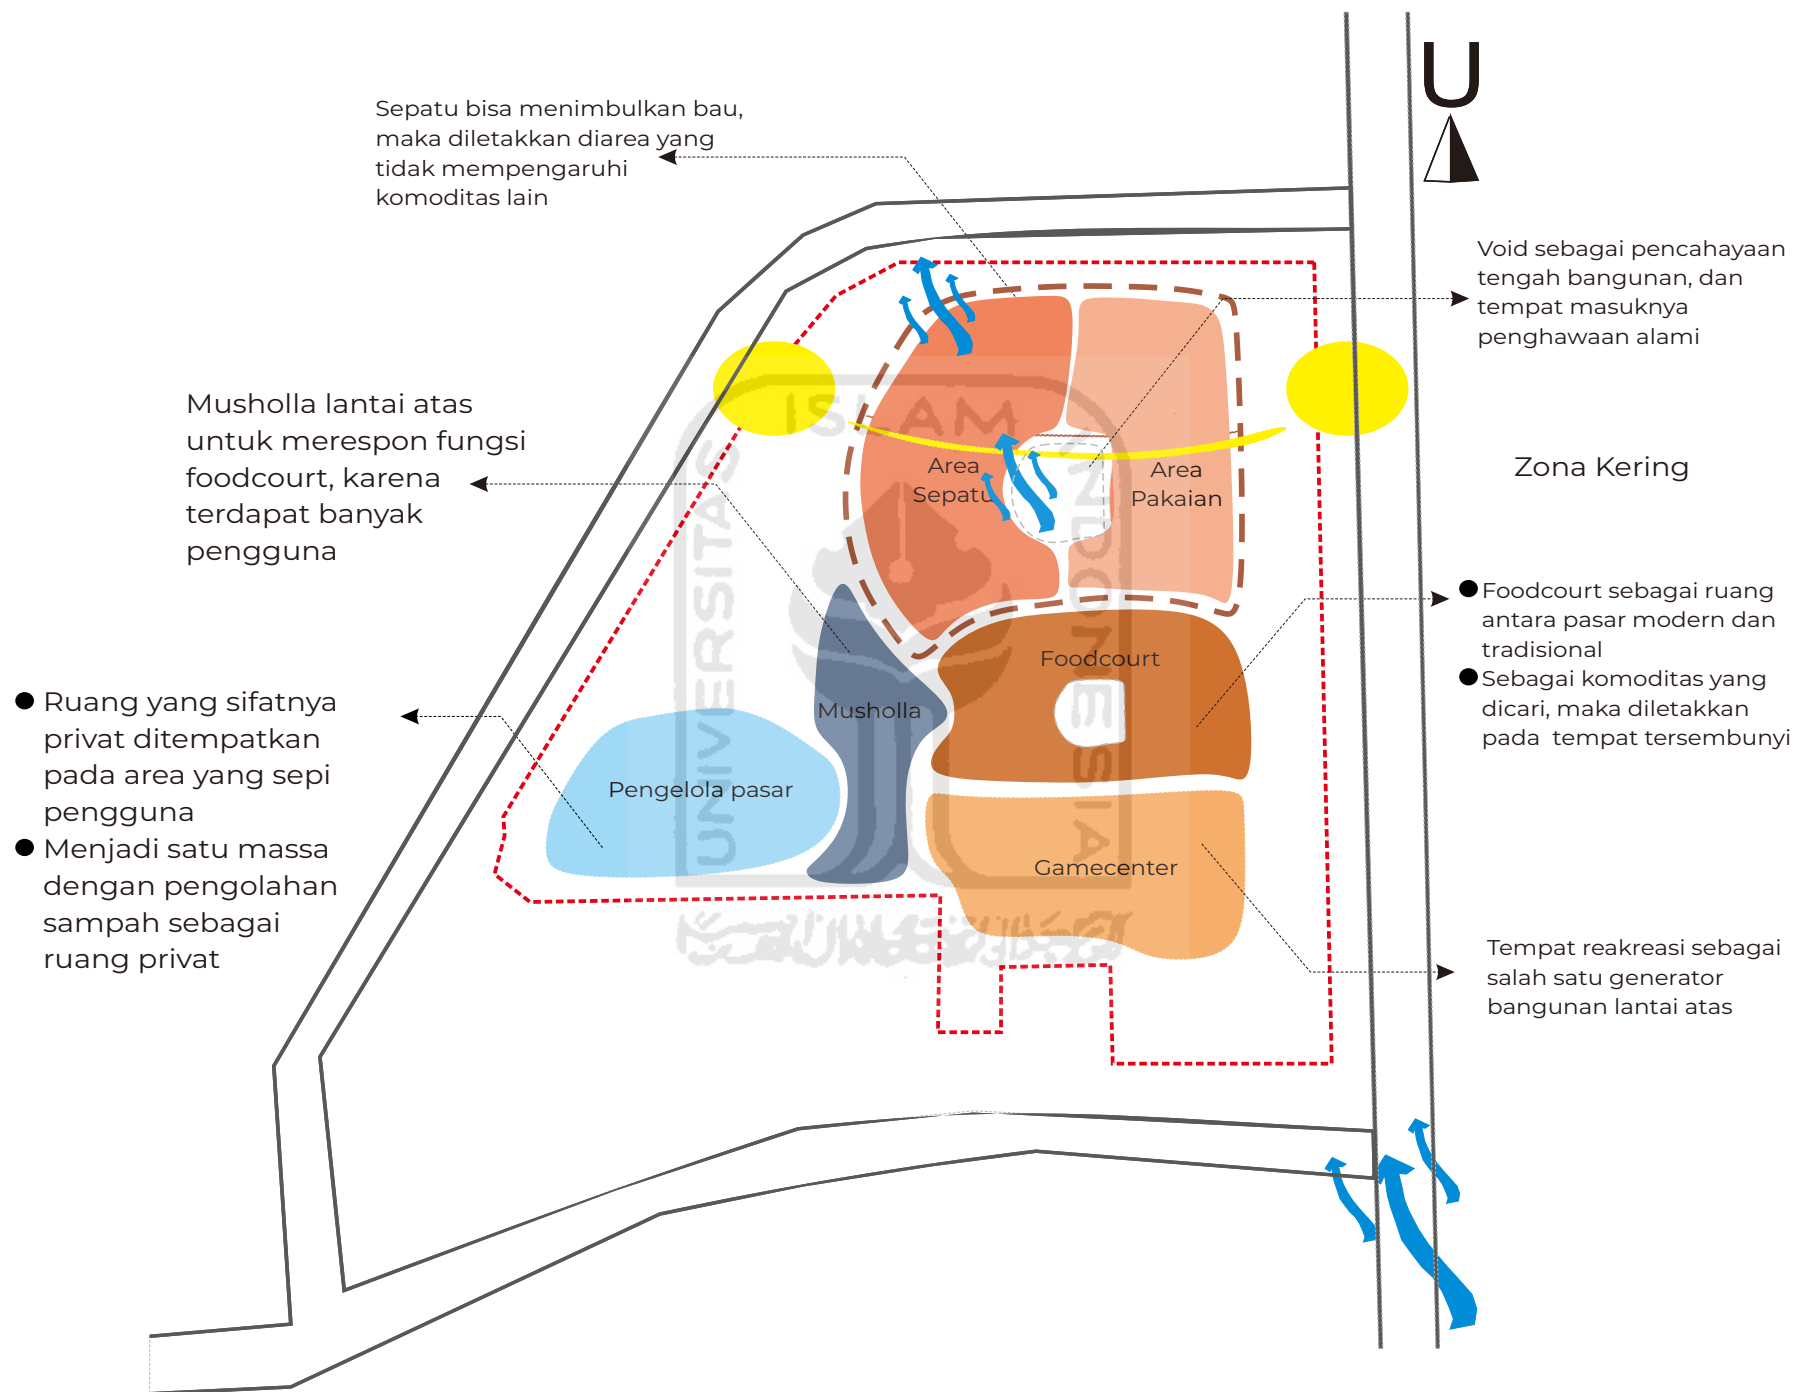 U
Sepatu bisa menimbulkan bau,
maka diletakkan diarea yang
tidak mempengaruhi
komoditas lain
Void sebagai pencahayaan
tengah bangunan, dan
tempat masuknya
penghawaan alami
Musholla lantai atas
untuk merespon fungsi
foodcourt, karena
terdapat banyak
pengguna
ISLAM
UNIVERSITAS
INDONESIA
Area
Sepatu
Area
Pakaian
Zona Kering
Foodcourt sebagai ruang
antara pasar modern dan
tradisional
Sebagai komoditas yang
dicari, maka diletakkan
pada tempat tersembunyi
Foodcourt
Musholla
Ruang yang sifatnya
privat ditempatkan
pada area yang sepi
pengguna
Menjadi satu massa
dengan pengolahan
sampah sebagai
ruang privat
Pengelola pasar
Gamecenter
Tempat reakreasi sebagai
salah satu generator
bangunan lantai atas